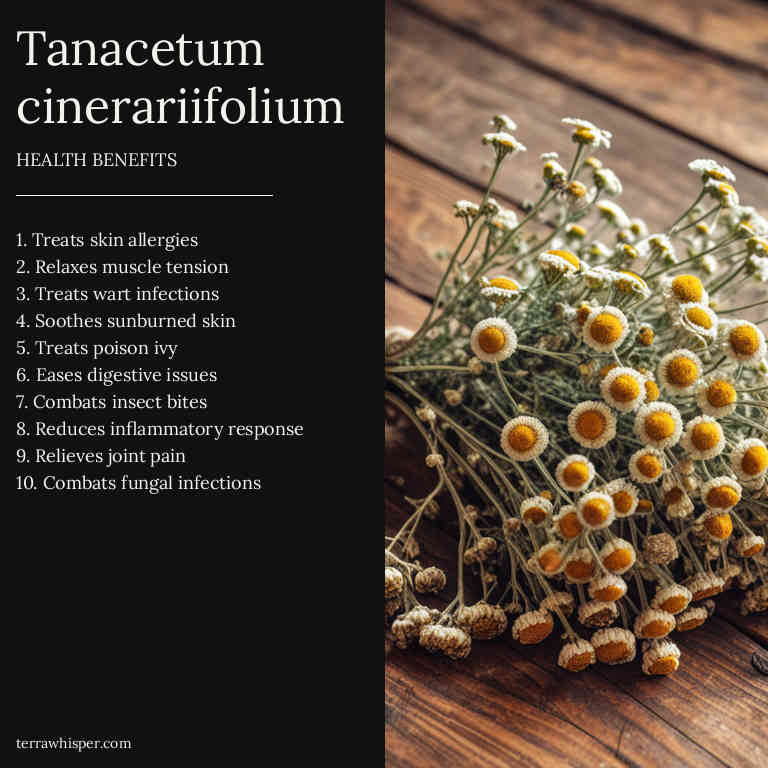 Tanacetum
cinerariifolium
HEALTH BENEFITS
1. Treats skin allergies
2. Relaxes muscle tension
3. Treats wart infections
4. Soothes sunburned skin
5. Treats poison ivy
6. Eases digestive issues
7. Combats insect bites
8. Reduces inflammatory response
9. Relieves joint pain
10. Combats fungal infections
terrawhisper.com